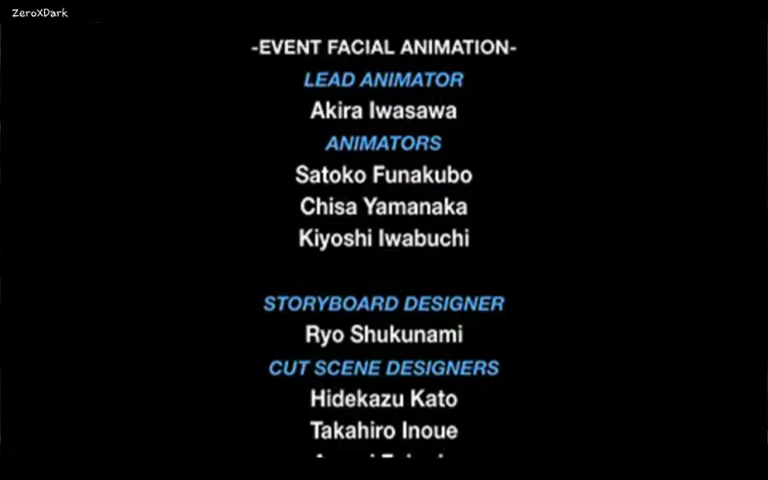 ZeroXDark
-EVENT FACIAL ANIMATION-
LEAD ANIMATOR
Akira Iwasawa
ANIMATORS
Satoko Funakubo
Chisa Yamanaka
Kiyoshi Iwabuchi
STORYBOARD DESIGNER
Ryo Shukunami
CUT SCENE DESIGNERS
Hidekazu Kato
Takahiro Inoue